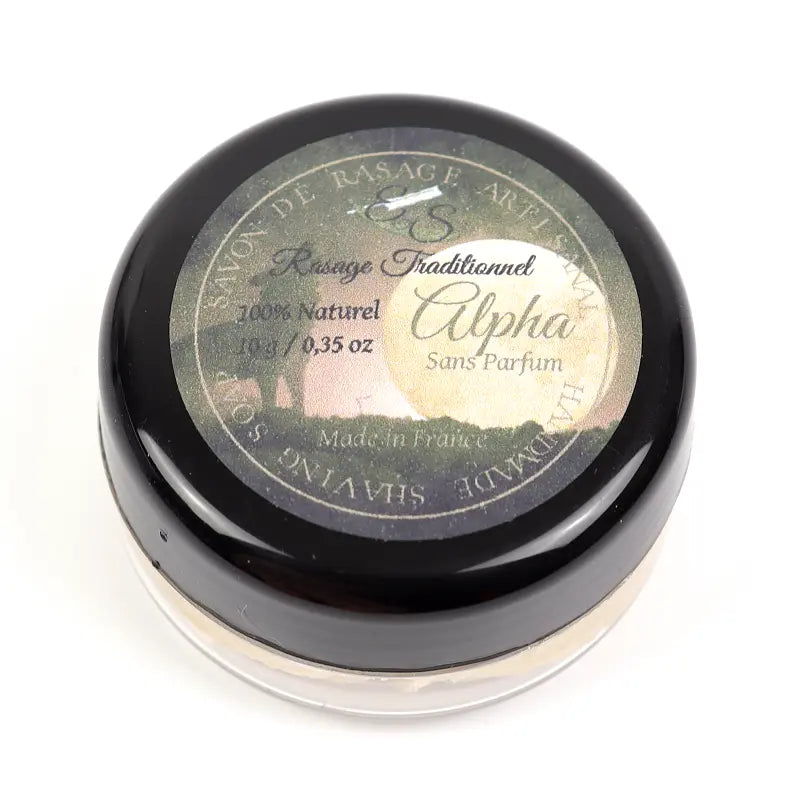 SAVON DE RASAGE ARTISANAL
E&S
Rasage Traditionnel
100% Naturel
10 g / 0,35 oz
Alpha
Sans Parfum
Made in France
HANDMADE SHAVING SOAP